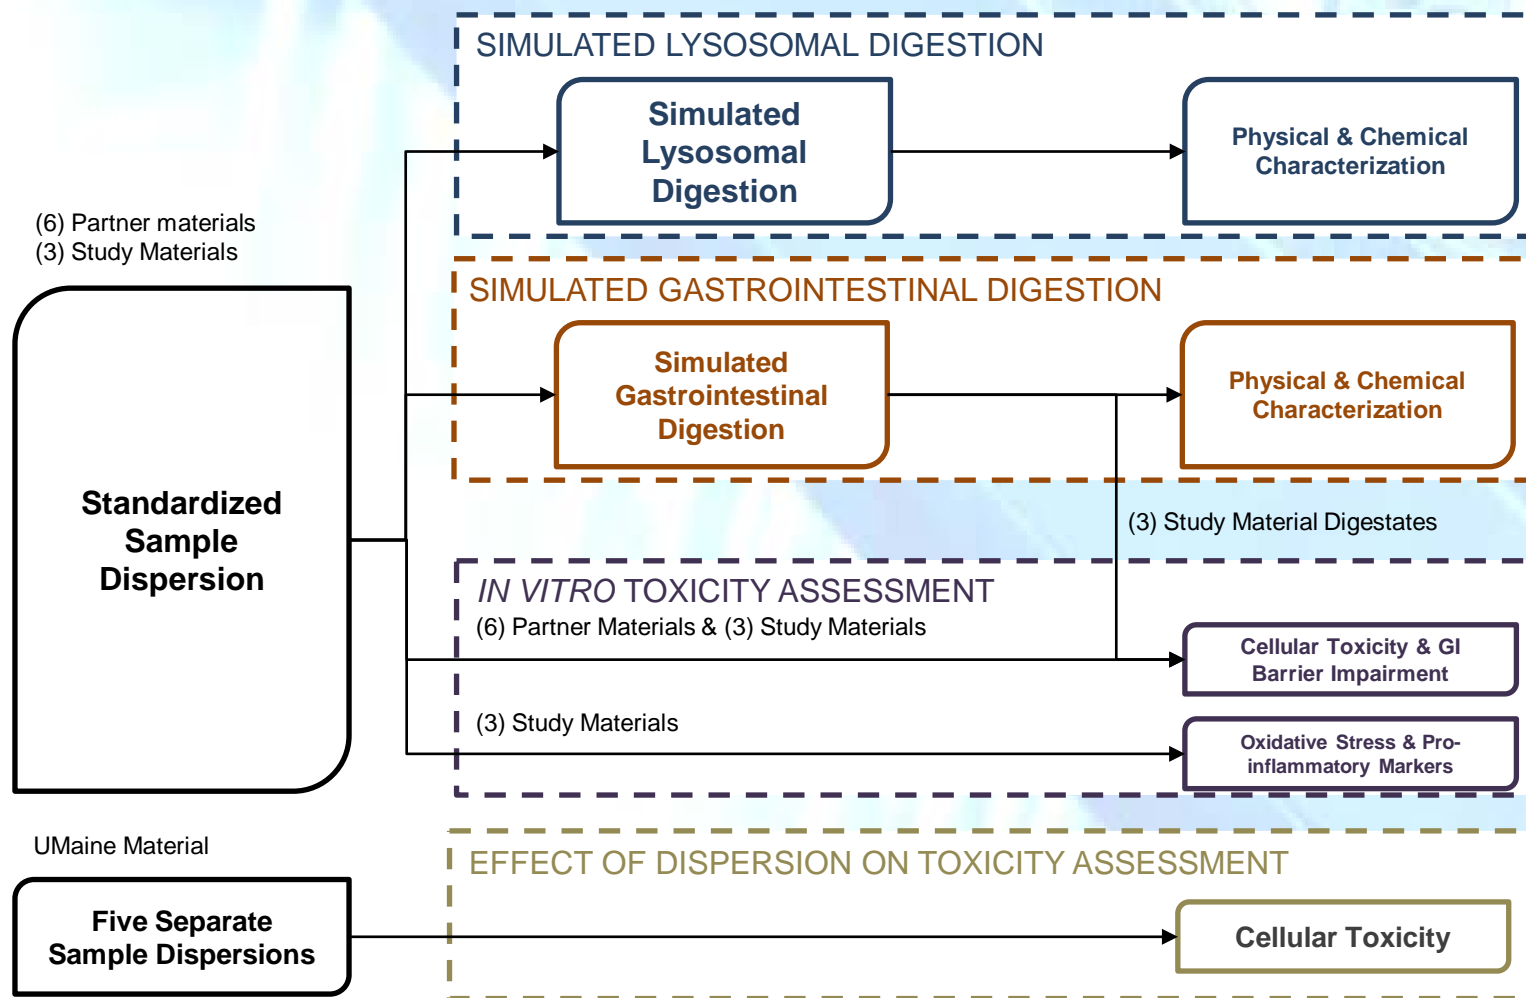 SIMULATED LYSOSOMAL DIGESTION
Simulated
Lysosomal
Digestion
Physical & Chemical
Characterization
(6) Partner materials
(3) Study Materials
SIMULATED GASTROINTESTINAL DIGESTION
Simulated
Gastrointestinal
Digestion
Physical & Chemical
Characterization
Standardized
Sample
Dispersion
(3) Study Material Digestates
IN VITRO TOXICITY ASSESSMENT
(6) Partner Materials & (3) Study Materials
Cellular Toxicity & GI
Barrier Impairment
(3) Study Materials
Oxidative Stress & Pro-
inflammatory Markers
UMaine Material
EFFECT OF DISPERSION ON TOXICITY ASSESSMENT
Five Separate
Sample Dispersions
Cellular Toxicity